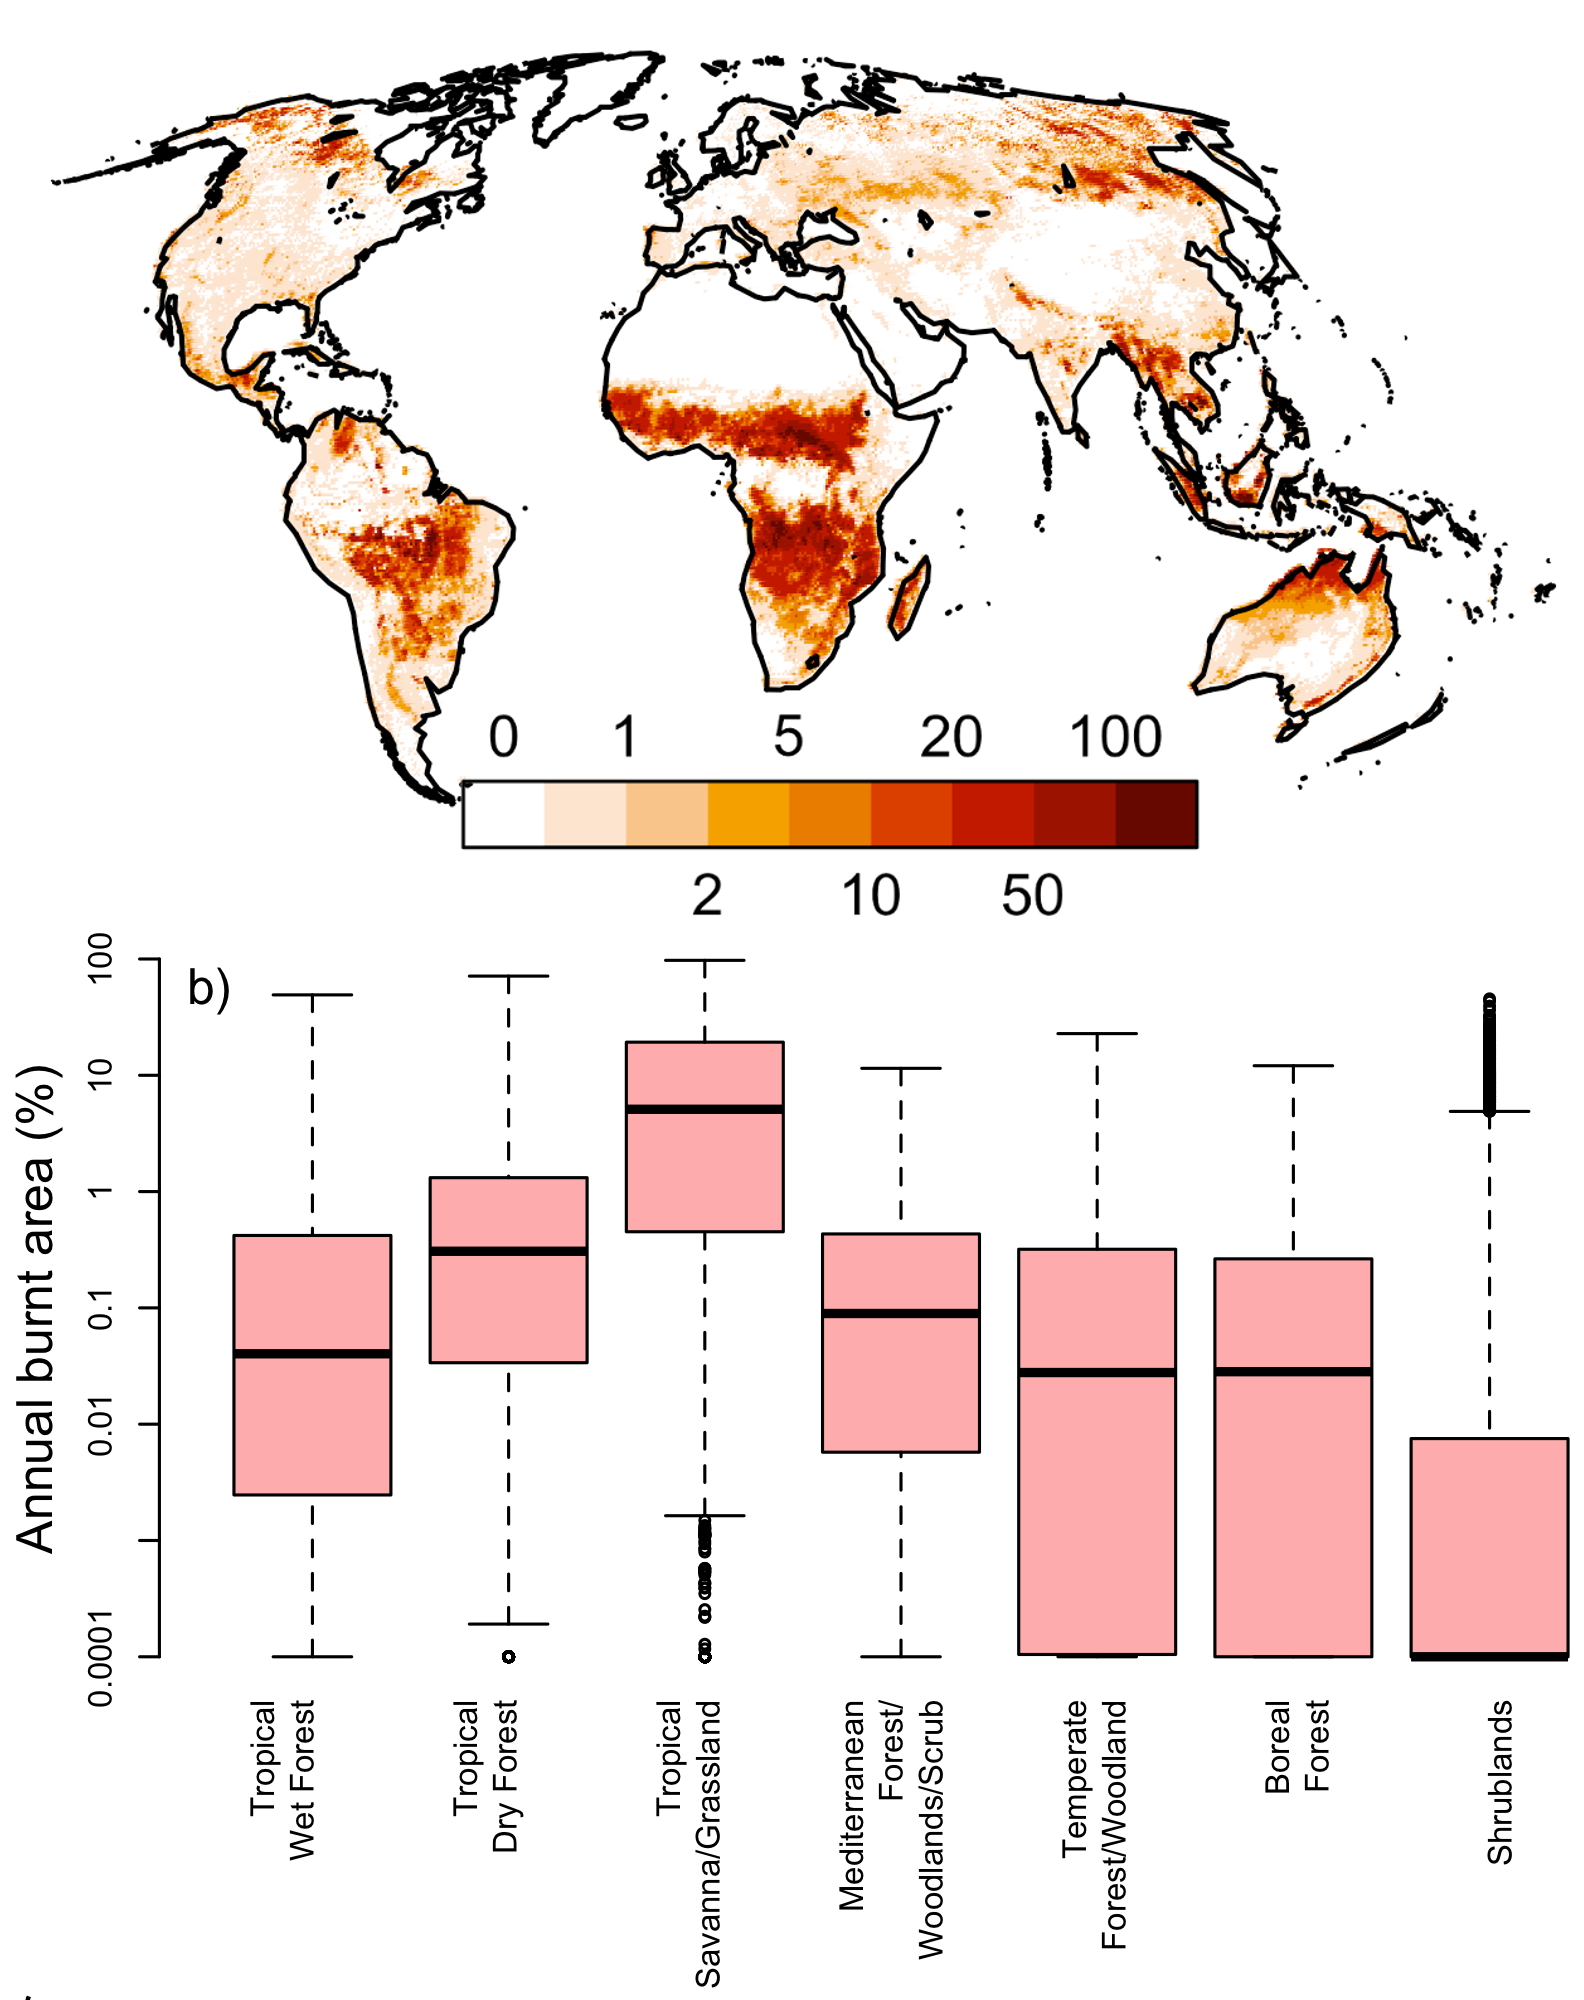 0 1 5 20 100
2 10 50
b)
Annual burnt area (%)
100
10
1
0.1
0.01
0.0001
Tropical
Wet Forest
Tropical
Dry Forest
Tropical
Savanna/Grassland
Mediterranean
Forest/
Woodlands/Scrub
Temperate
Forest/Woodland
Boreal
Forest
Shrublands